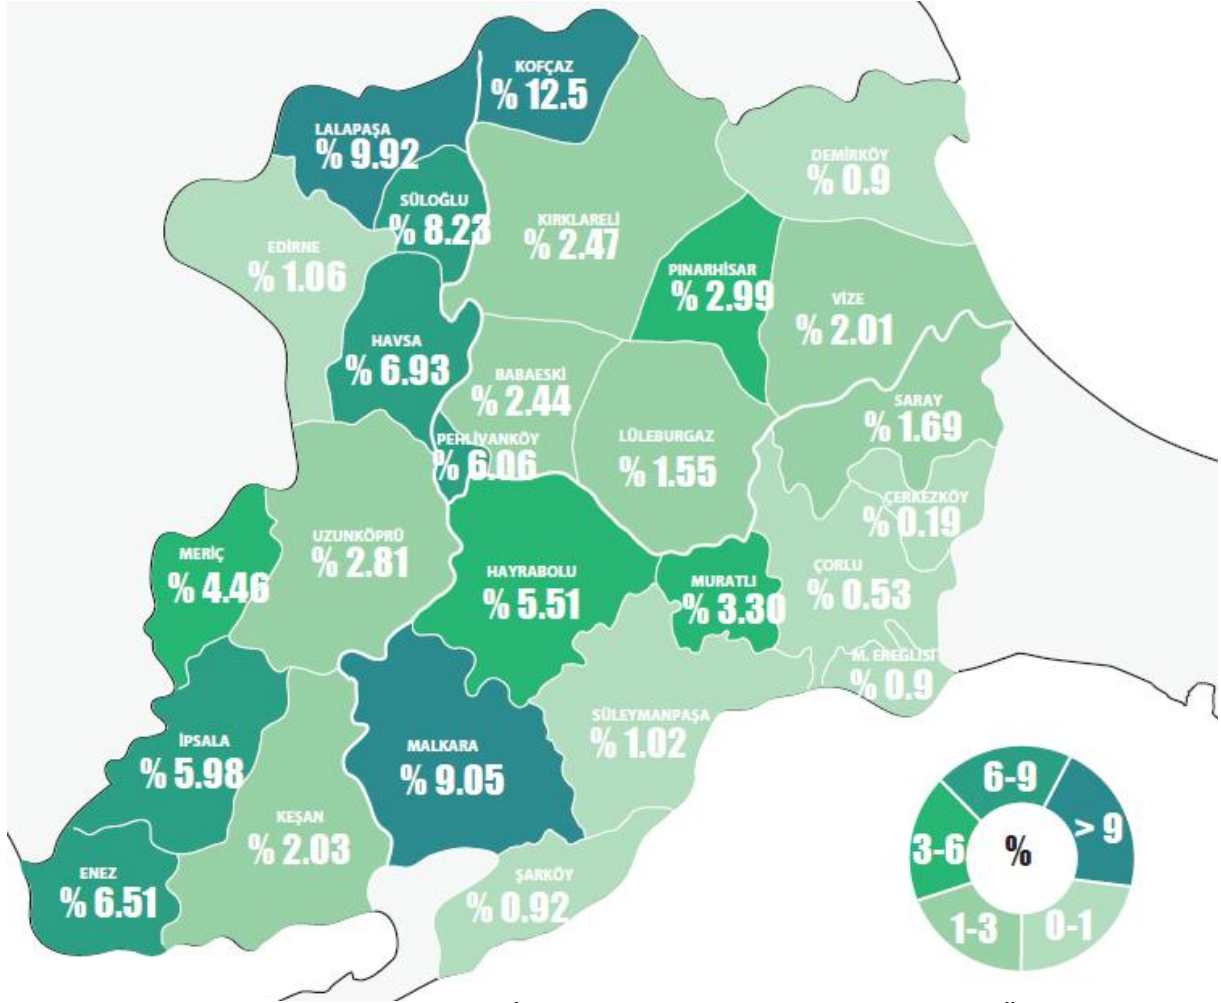 KOFÇAZ
% 12.5
LALAPAŞA
% 9.92
DEMİRKÖY
% 0.9
SÜLOĞLU
% 8.23
KIRKLARELİ
% 2.47
EDİRNE
% 1.06
PINARHİSAR
% 2.99
VİZE
% 2.01
HAVSA
% 6.93
BABAESKİ
% 2.44
SARAY
% 1.69
LÜLEBURGAZ
% 1.55
PEHLİVANKÖY
% 6.06
ÇERKEZKÖY
% 0.19
UZUNKÖPRÜ
% 2.81
MERİÇ
% 4.46
HAYRABOLU
% 5.51
MURATLI
% 3.30
ÇORLU
% 0.53
M. EREĞLİSİ
% 0.9
SÜLEYMANPAŞA
% 1.02
İPSALA
% 5.98
MALKARA
% 9.05
KEŞAN
% 2.03
ENEZ
% 6.51
ŞARKÖY
% 0.92
6-9
> 9
3-6
%
1-3
0-1